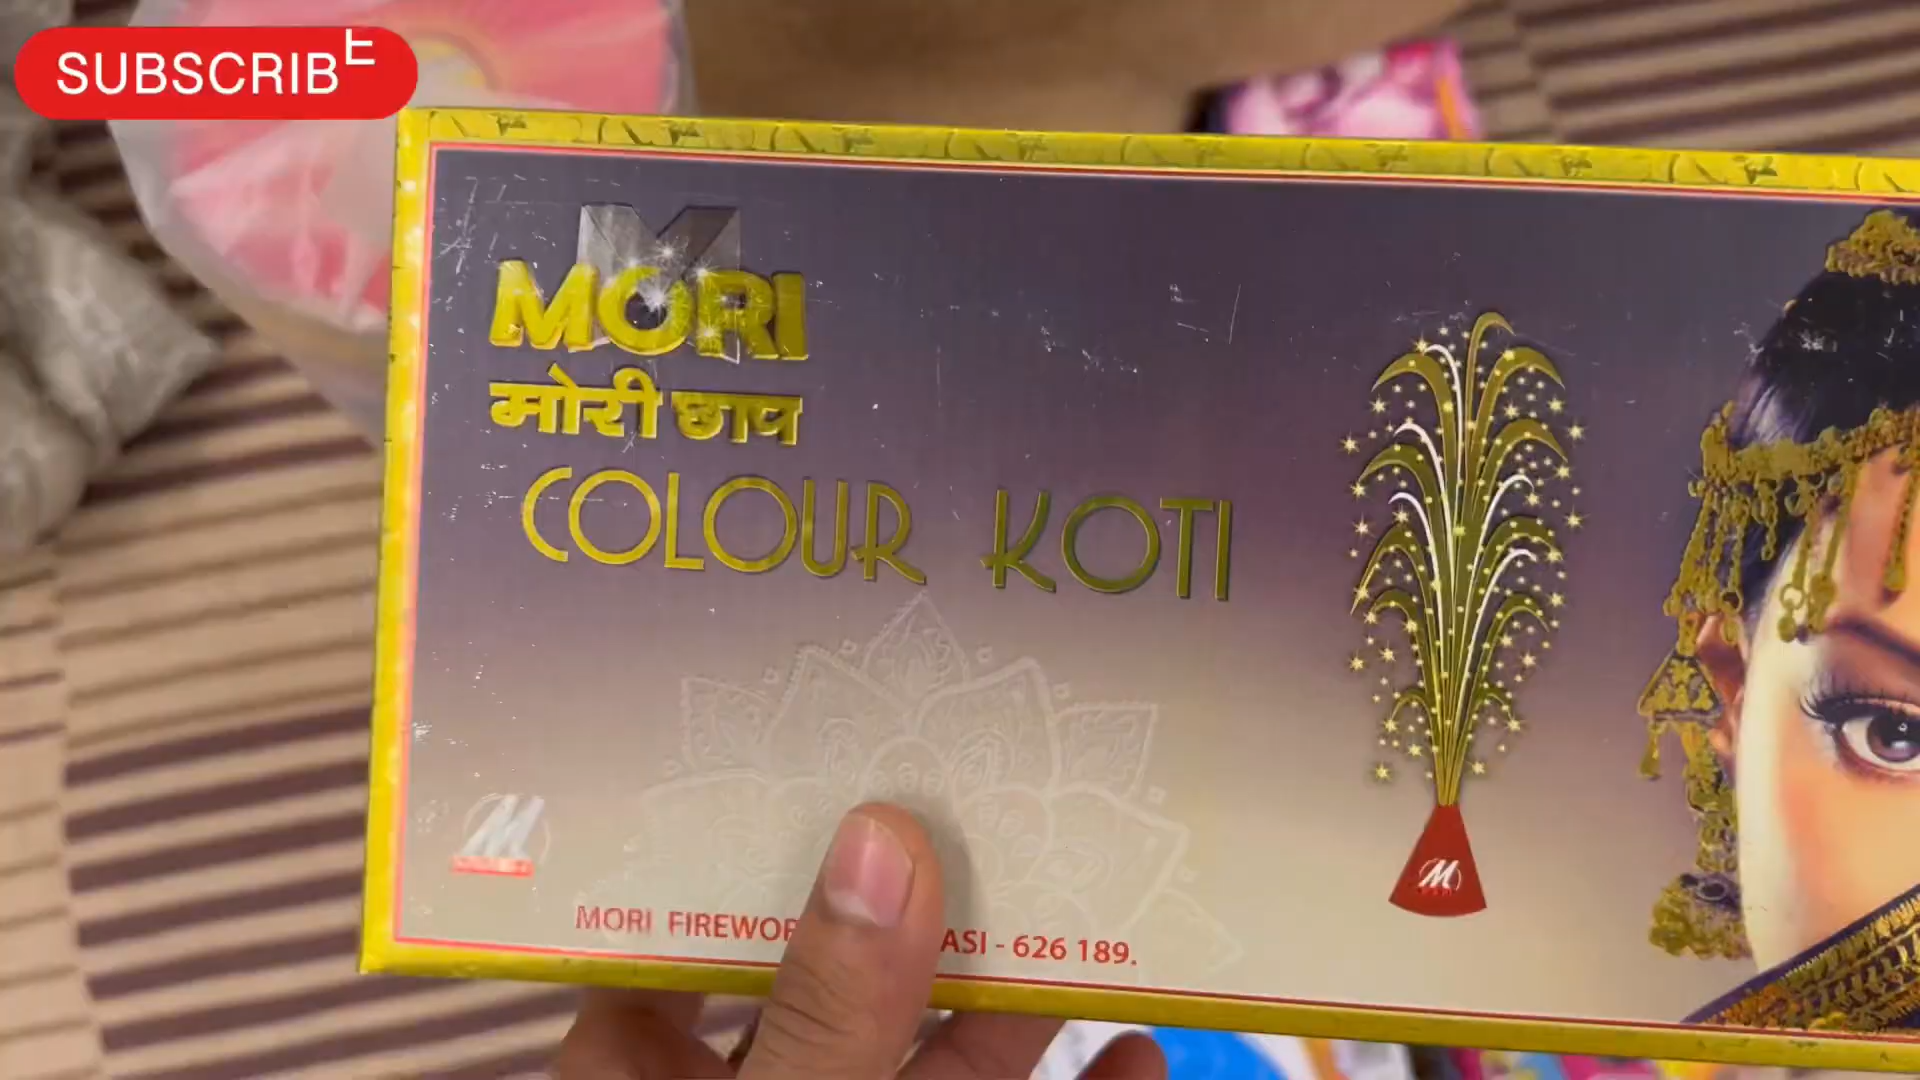 SUBSCRIBE
MORI
मोरी छाप
COLOUR KOTI
MORI FIREWOR ASI - 626 189.
M